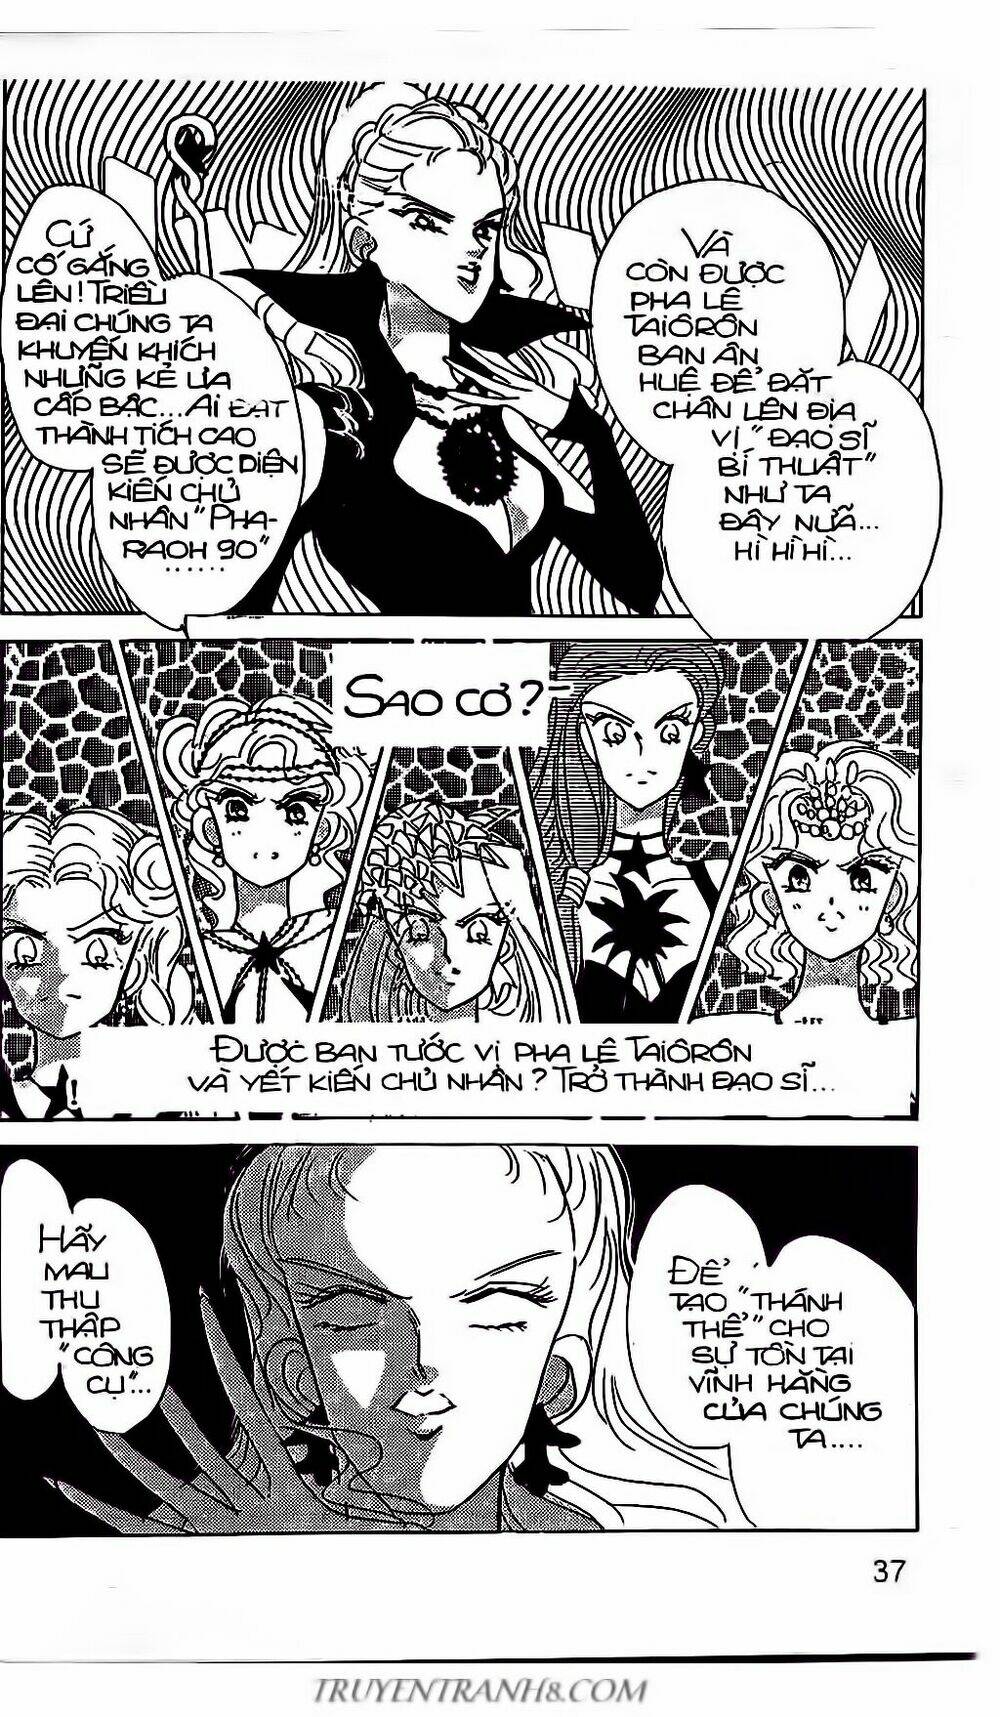 CỨ
CỐ GẮNG
LÊN! TRIỀU
ĐẠI CHÚNG TA
KHUYẾN KHÍCH
NHỮNG KẺ ƯA
CẤP BẬC... AI ĐẠT
THÀNH TÍCH CAO
SẼ ĐƯỢC DIỆN
KIẾN CHỦ
NHÂN "PHA-
RAOH 90"
......
VÀ
CÒN ĐƯỢC
PHA LÊ
TAIÔRÔN
BAN ÂN
HUỆ ĐỂ ĐẶT
CHÂN LÊN ĐỊA
VỊ "ĐẠO SĨ
BÍ THUẬT"
NHƯ TA
ĐÂY NỮA...
HÌ HÌ HÌ...
SAO CƠ?
ĐƯỢC BAN TƯỚC VỊ PHA LÊ TAIÔRÔN
VÀ YẾT KIẾN CHỦ NHÂN? TRỞ THÀNH ĐẠO SĨ...
!
HÃY
MAU
THU
THẬP
"CÔNG
CỤ"...
ĐỂ
TẠO "THÁNH
THỂ" CHO
SỰ TỒN TẠI
VĨNH HẰNG
CỦA CHÚNG
TA....
37
TRUYENTRANH8.COM